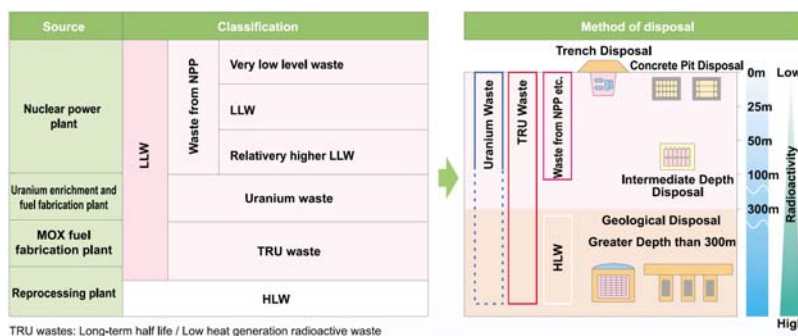 Source
Classification
Nuclear power
plant
LLW
Waste from NPP
Very low level waste
LLW
Relativery higher LLW
Uranium enrichment and
fuel fabrication plant
Uranium waste
MOX fuel
fabrication plant
TRU waste
Reprocessing plant
HLW
TRU wastes: Long-term half life / Low heat generation radioactive waste
Method of disposal
Trench Disposal
Concrete Pit Disposal
Uranium Waste
TRU Waste
Waste from NPP etc.
Intermediate Depth
Disposal
Geological Disposal
Greater Depth than 300m
HLW
0m
25m
50m
100m
300m
Low
Radioactivity
High